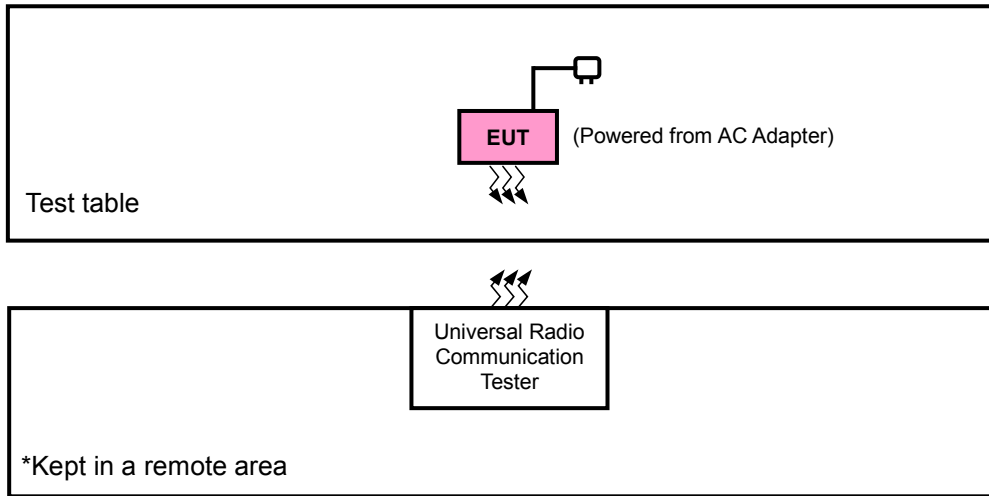 EUT
(Powered from AC Adapter)
Test table
Universal Radio
Communication
Tester
*Kept in a remote area